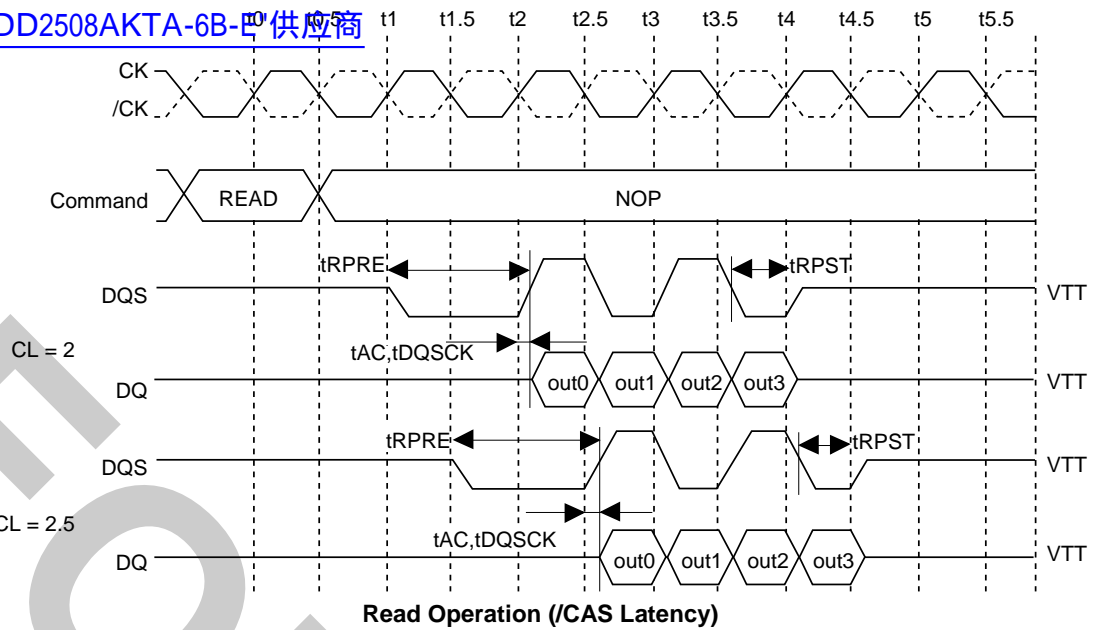 DD2508AKTA-6B-E"供应商
t0 t0.5 t1 t1.5 t2 t2.5 t3 t3.5 t4 t4.5 t5 t5.5
CK
/CK
Command READ NOP
tRPRE tRPST
DQS VTT
CL = 2
tAC,tDQSCK
DQ out0 out1 out2 out3 VTT
tRPRE tRPST
DQS VTT
CL = 2.5
tAC,tDQSCK
DQ out0 out1 out2 out3 VTT
Read Operation (/CAS Latency)